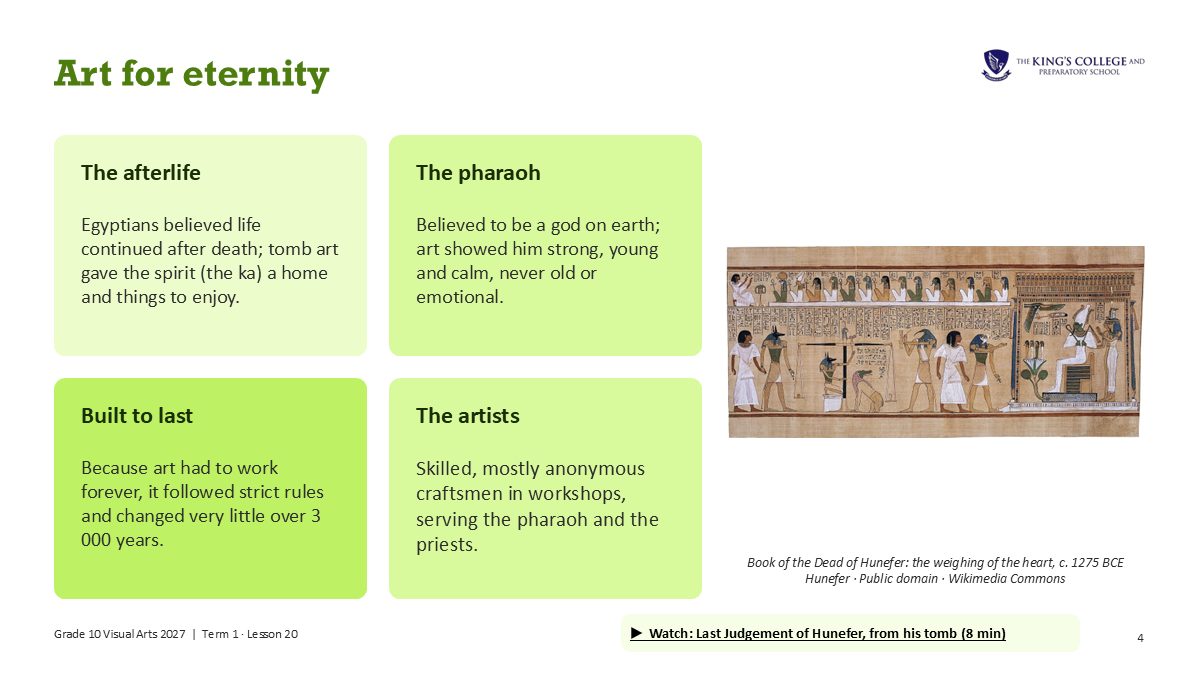 Art for eternity
THE KING'S COLLEGE AND
PREPARATORY SCHOOL
The afterlife
Egyptians believed life
continued after death; tomb art
gave the spirit (the ka) a home
and things to enjoy.
The pharaoh
Believed to be a god on earth;
art showed him strong, young
and calm, never old or
emotional.
Built to last
Because art had to work
forever, it followed strict rules
and changed very little over 3
000 years.
The artists
Skilled, mostly anonymous
craftsmen in workshops,
serving the pharaoh and the
priests.
Book of the Dead of Hunefer: the weighing of the heart, c. 1275 BCE
Hunefer · Public domain · Wikimedia Commons
Grade 10 Visual Arts 2027 | Term 1 · Lesson 20
▶ Watch: Last Judgement of Hunefer, from his tomb (8 min)
4